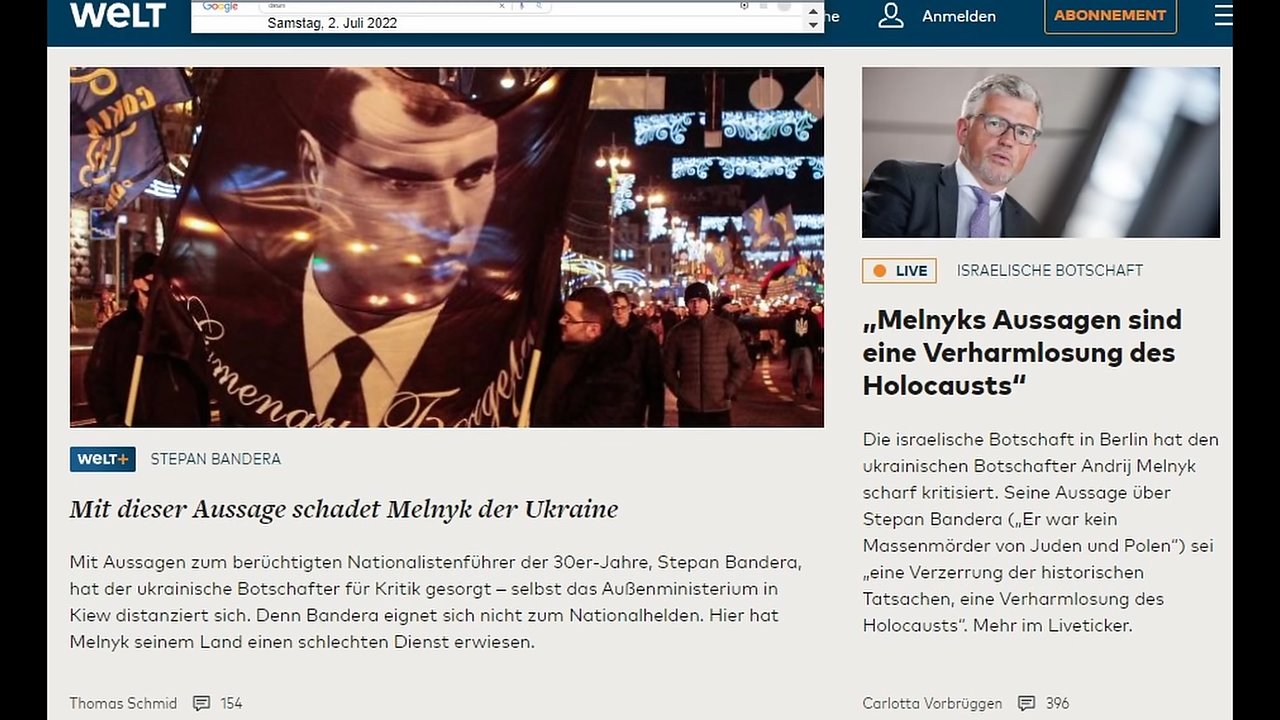 WELT
Google
Samstag, 2. Juli 2022
he
Anmelden
ABONNEMENT
СОКИЛ
Степан Бандера
WELT+
STEPAN BANDERA
Mit dieser Aussage schadet Melnyk der Ukraine
Mit Aussagen zum berüchtigten Nationalistenführer der 30er-Jahre, Stepan Bandera,
hat der ukrainische Botschafter für Kritik gesorgt – selbst das Außenministerium in
Kiew distanziert sich. Denn Bandera eignet sich nicht zum Nationalhelden. Hier hat
Melnyk seinem Land einen schlechten Dienst erwiesen.
Thomas Schmid
154
LIVE
ISRAELISCHE BOTSCHAFT
„Melnyks Aussagen sind
eine Verharmlosung des
Holocausts“
Die israelische Botschaft in Berlin hat den
ukrainischen Botschafter Andrij Melnyk
scharf kritisiert. Seine Aussage über
Stepan Bandera („Er war kein
Massenmörder von Juden und Polen“) sei
„eine Verzerrung der historischen
Tatsachen, eine Verharmlosung des
Holocausts“. Mehr im Liveticker.
Carlotta Vorbrüggen
396